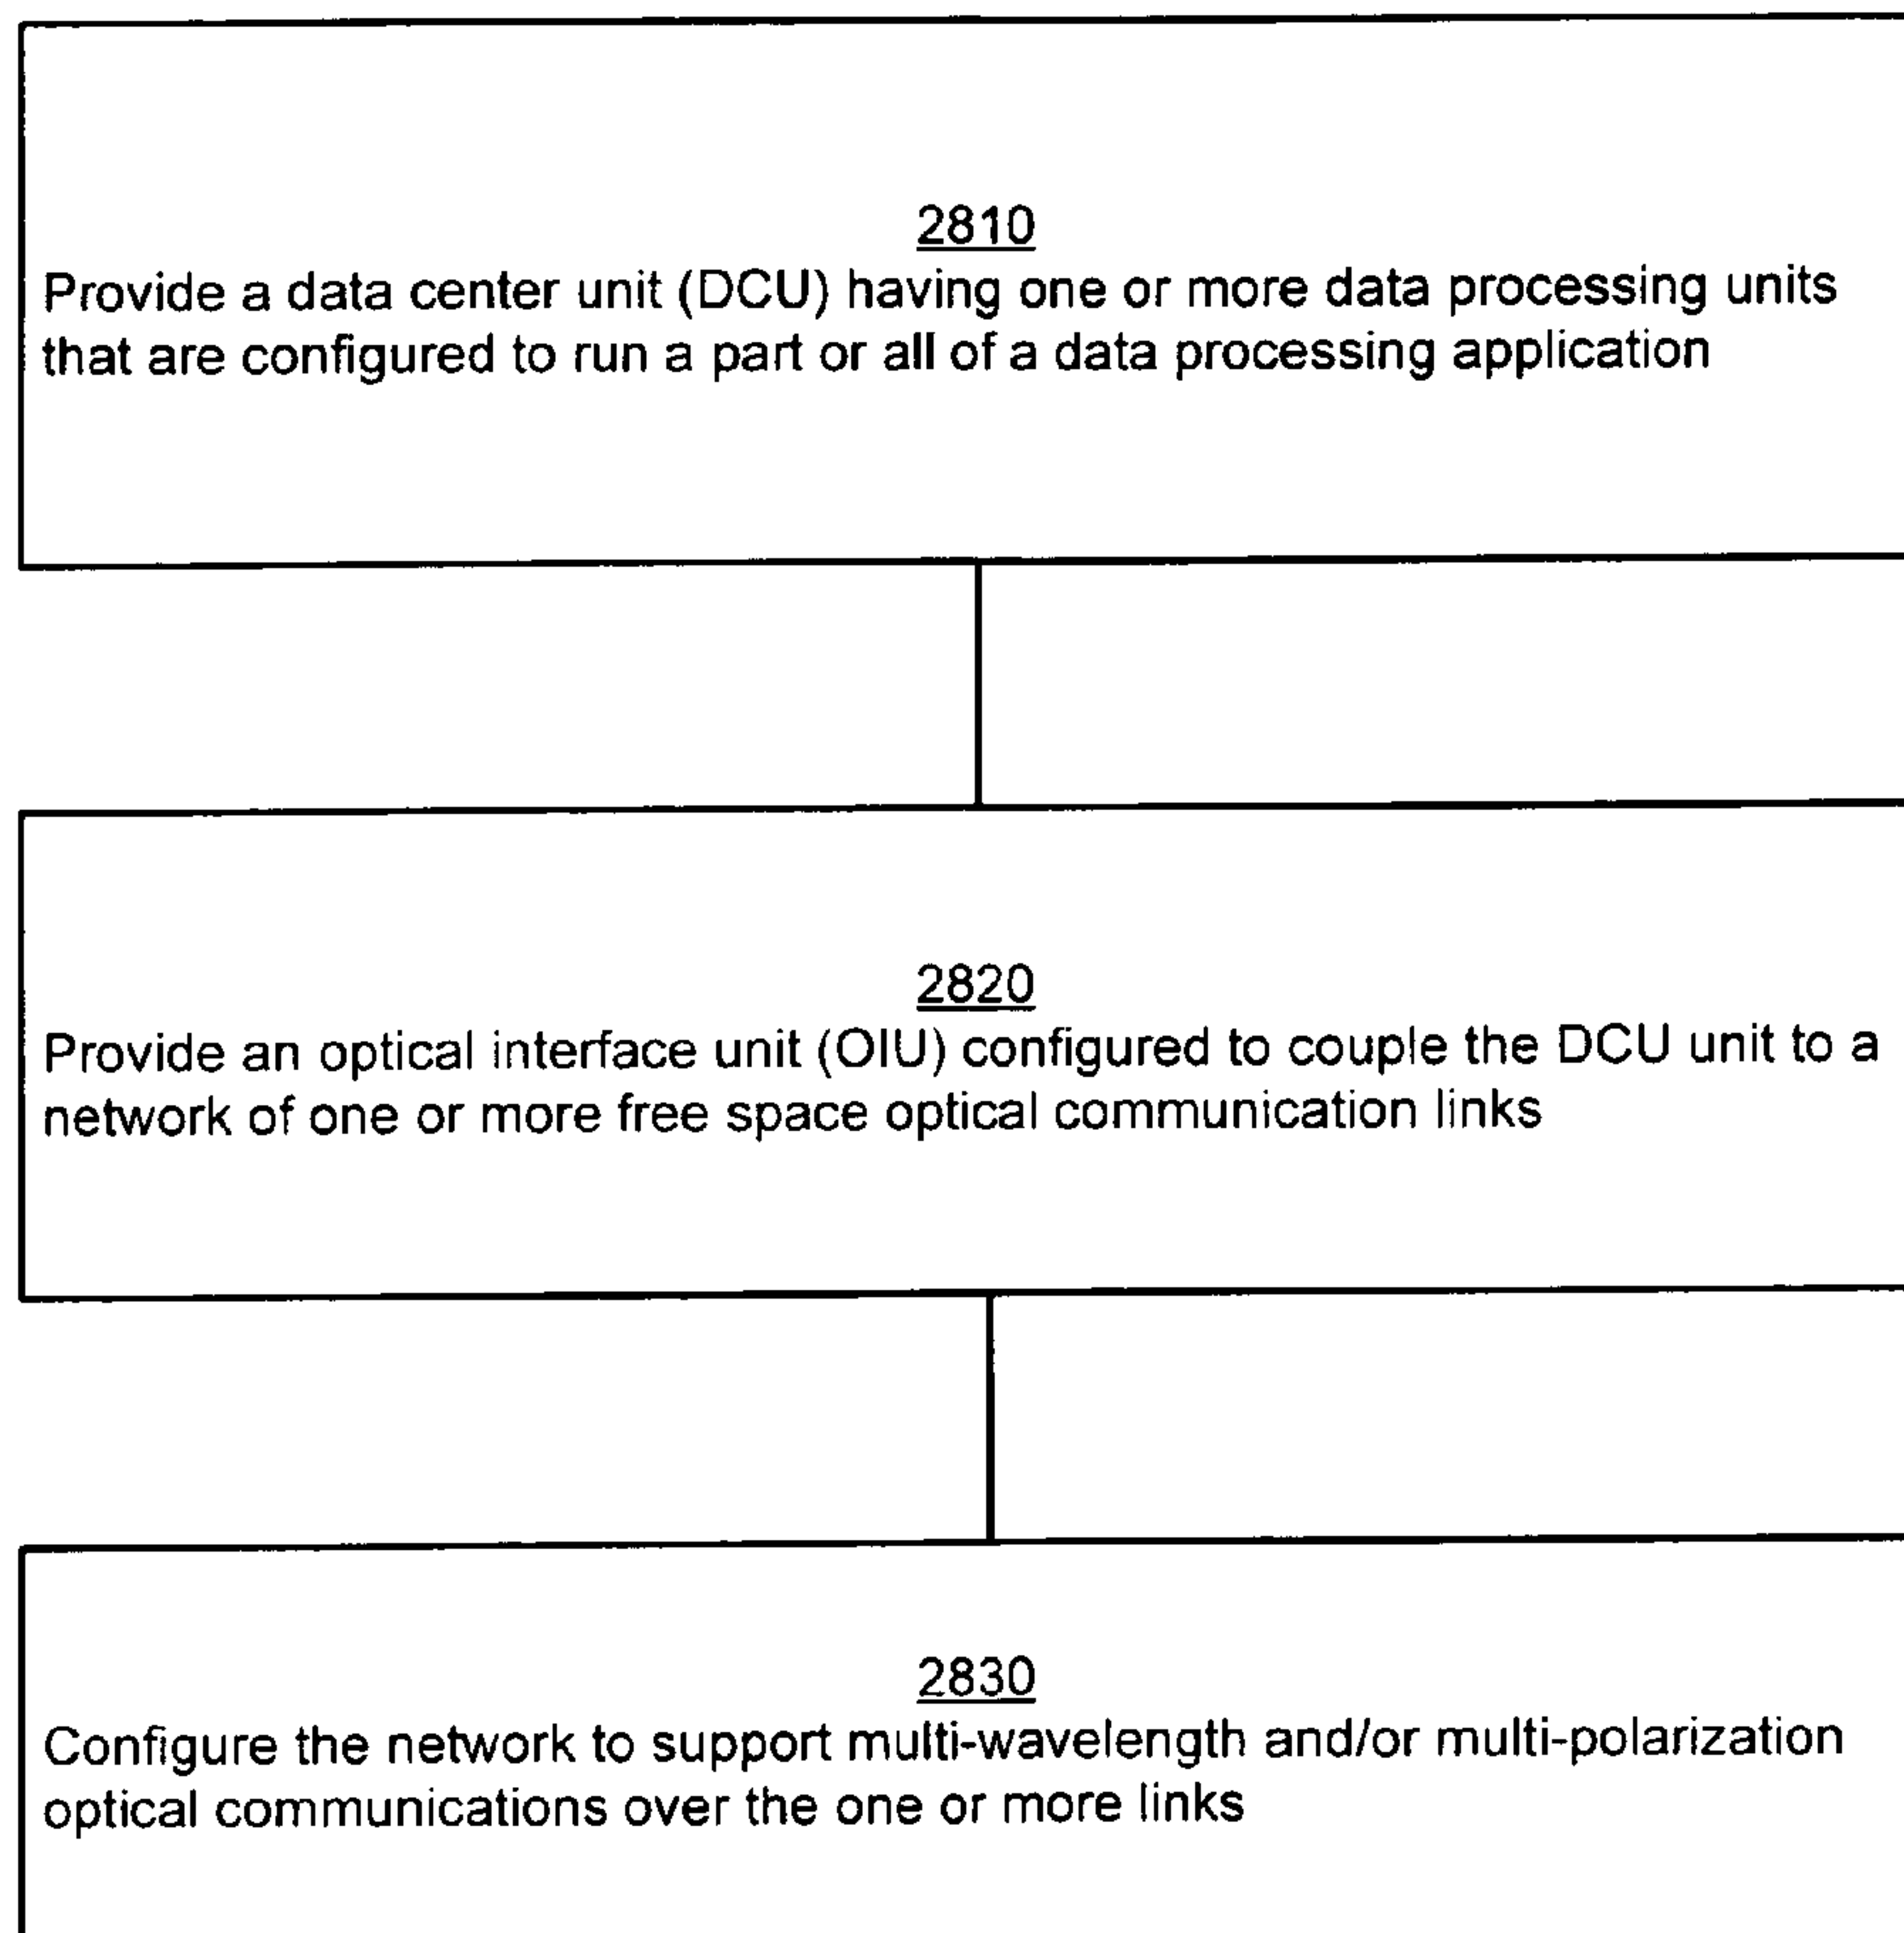 2810
Provide a data center unit (DCU) having one or more data processing units
that are configured to run a part or all of a data processing application
2820
Provide an optical interface unit (OIU) configured to couple the DCU unit to a
network of one or more free space optical communication links
2830
Configure the network to support multi-wavelength and/or multi-polarization
optical communications over the one or more links